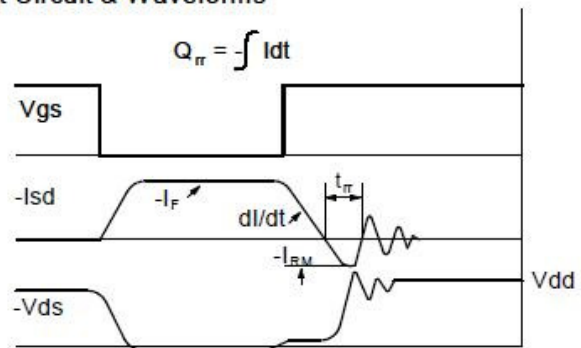 t Circuit & Waveforms
Qrr = -∫ Idt
Vgs
-Isd
-IF
trr
dI/dt
-IRM
Vdd
-Vds